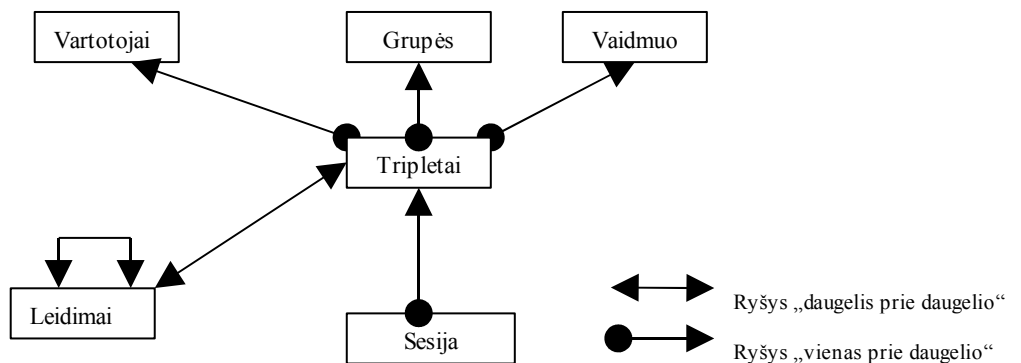 Vartotojai
Grupės
Vaidmuo
Tripletai
Leidimai
Sesija
Ryšys „daugelis prie daugelio“
Ryšys „vienas prie daugelio“